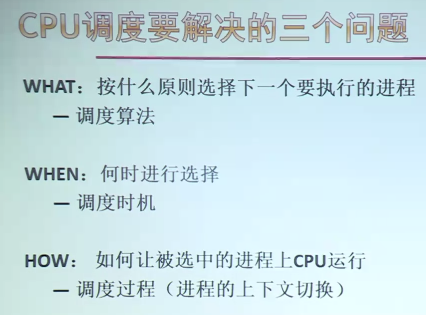 CPU调度要解决的三个问题
WHAT：按什么原则选择下一个要执行的进程
— 调度算法
WHEN：何时进行选择
— 调度时机
HOW： 如何让被选中的进程上CPU运行
— 调度过程（进程的上下文切换）